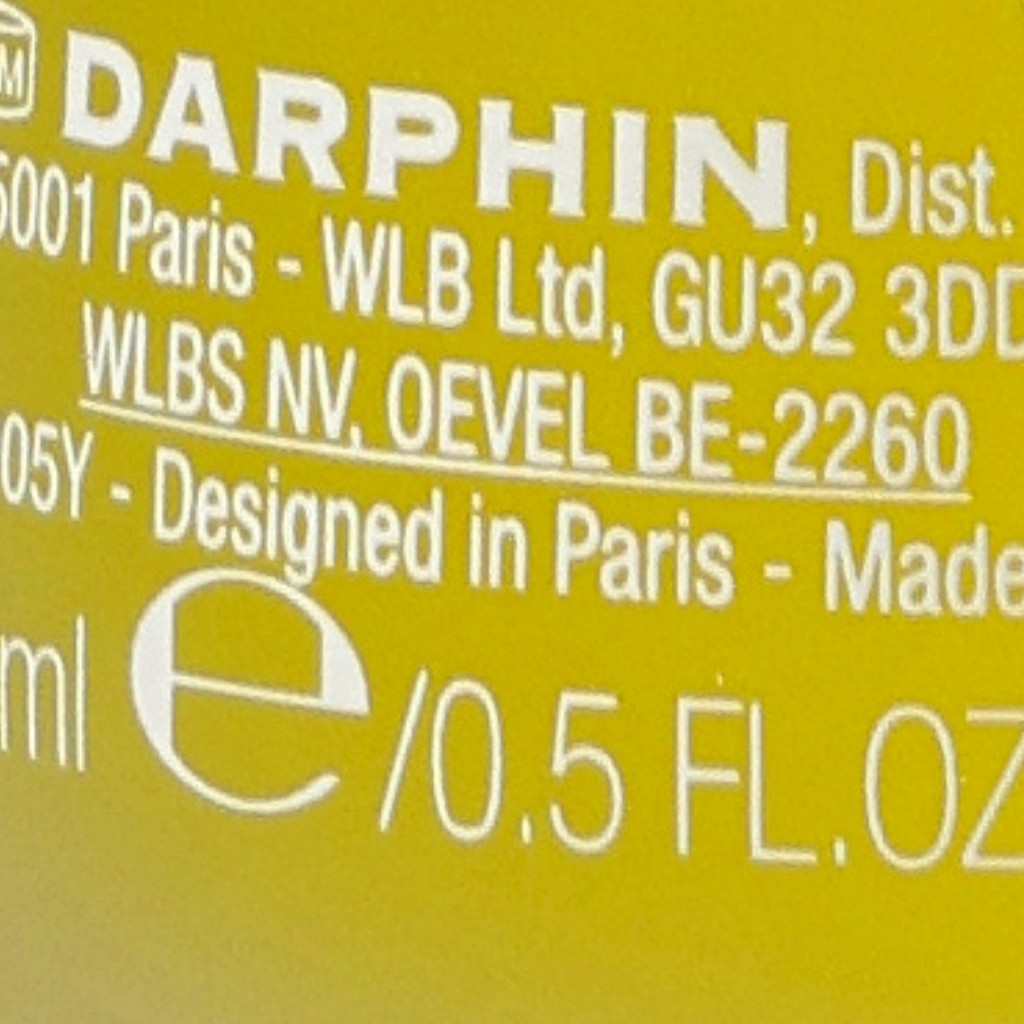 M DARPHIN, Dist.
5001 Paris - WLB Ltd, GU32 3DD
WLBS NV, OEVEL BE-2260
05Y - Designed in Paris - Made
ml e/0.5 FL.OZ